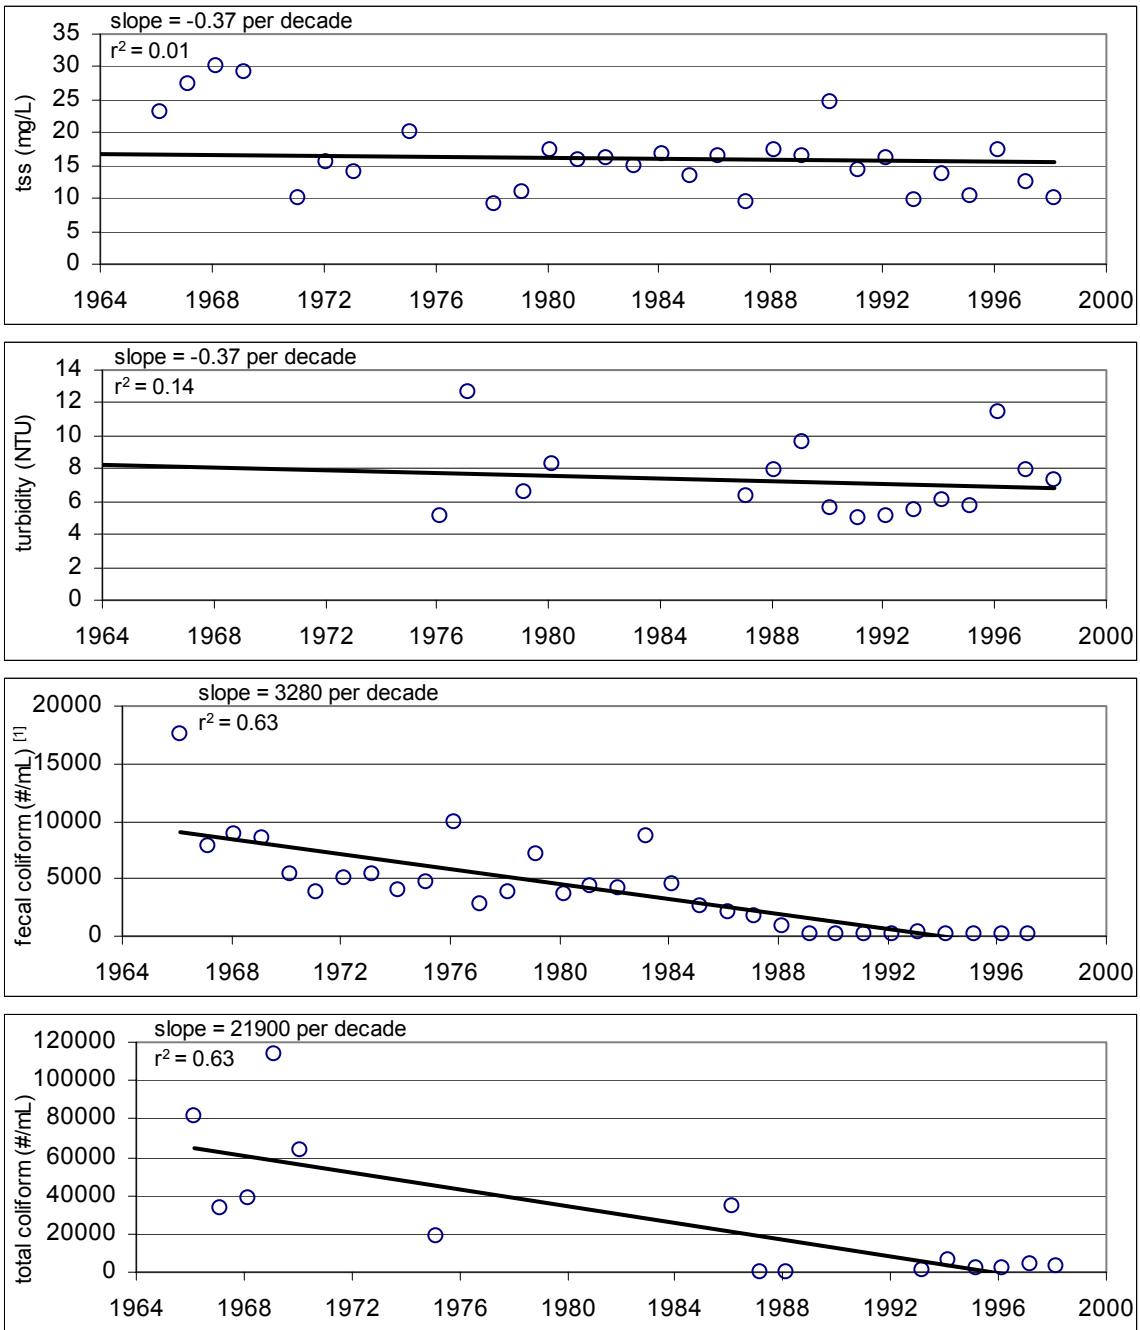 slope = -0.37 per decade
r² = 0.01
tss (mg/L)
35
30
25
20
15
10
5
0
1964 1968 1972 1976 1980 1984 1988 1992 1996 2000
slope = -0.37 per decade
r² = 0.14
turbidity (NTU)
14
12
10
8
6
4
2
0
1964 1968 1972 1976 1980 1984 1988 1992 1996 2000
slope = 3280 per decade
r² = 0.63
fecal coliform (#/mL) [1]
20000
15000
10000
5000
0
1964 1968 1972 1976 1980 1984 1988 1992 1996 2000
slope = 21900 per decade
r² = 0.63
total coliform (#/mL)
120000
100000
80000
60000
40000
20000
0
1964 1968 1972 1976 1980 1984 1988 1992 1996 2000